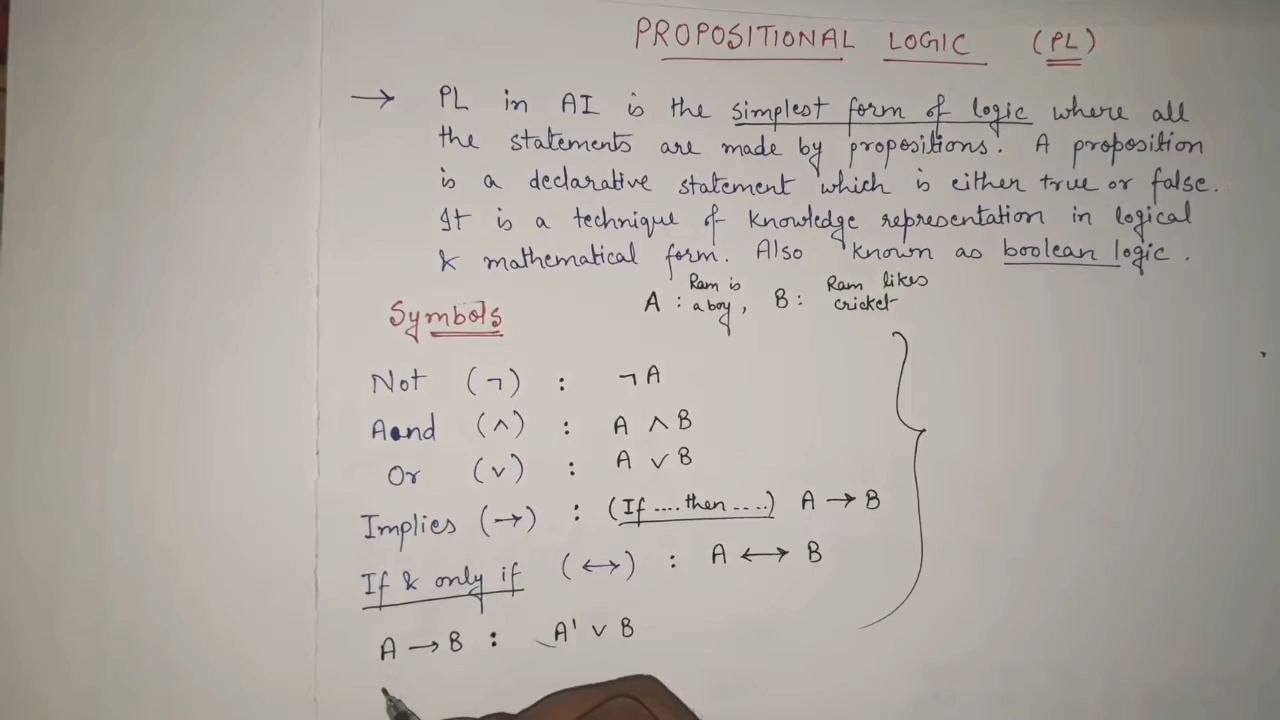 PROPOSITIONAL LOGIC (PL)
→ PL in AI is the simplest form of logic where all
the statements are made by propositions. A proposition
is a declarative statement which is either true or false.
It is a technique of knowledge representation in logical
& mathematical form. Also known as boolean logic.
A : Ram is a boy, B : Ram likes cricket
Symbols
Not (¬) : ¬A
And (∧) : A ∧ B
Or (∨) : A ∨ B
Implies (→) : (If ....then ....) A → B
If & only if (↔) : A ↔ B
A → B : A' ∨ B